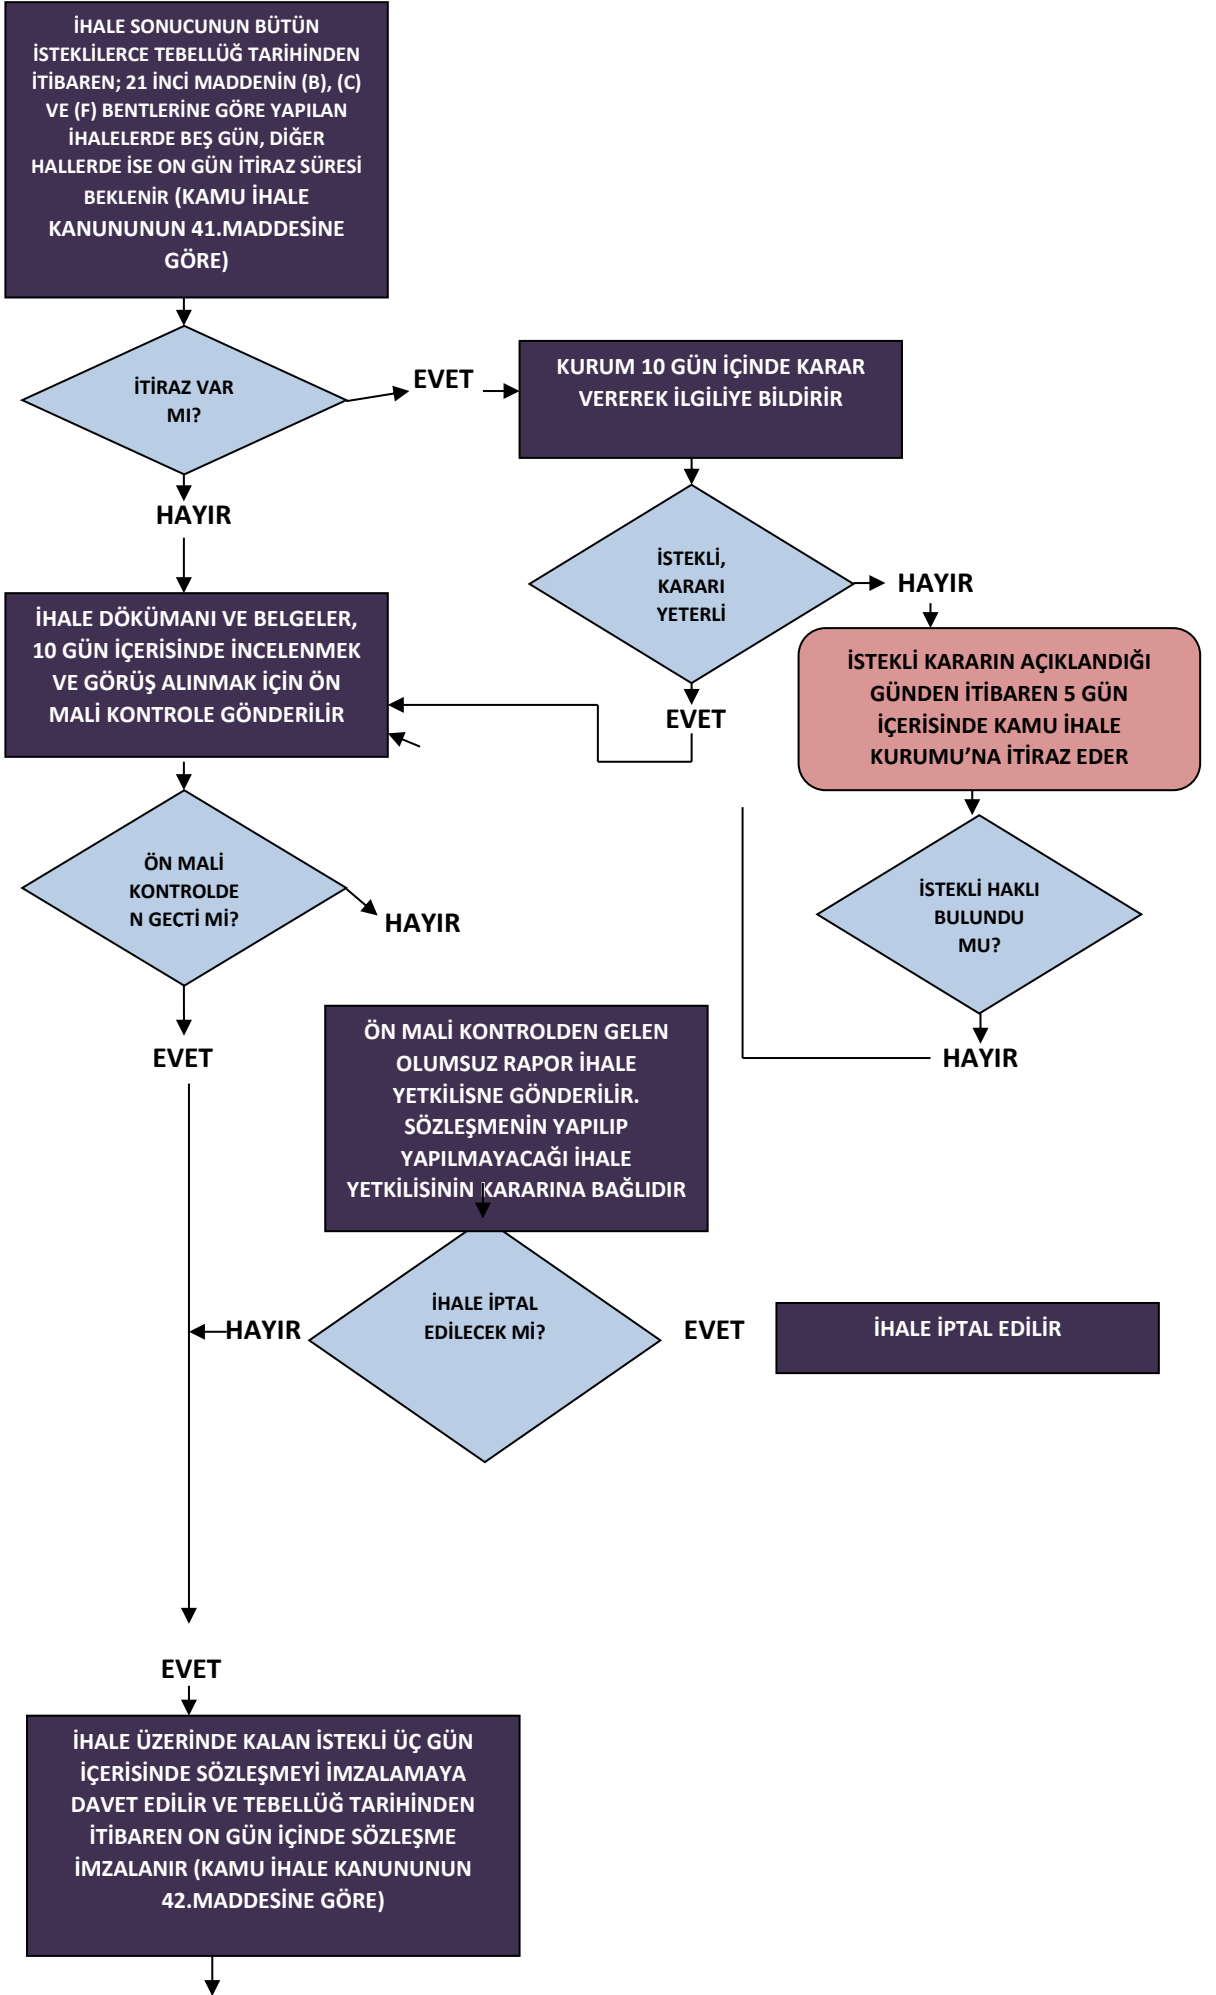 İHALE SONUCUNUN BÜTÜN
İSTEKLİLERCE TEBELLÜĞ TARİHİNDEN
İTİBAREN; 21 İNCİ MADDENİN (B), (C)
VE (F) BENTLERİNE GÖRE YAPILAN
İHALELERDE BEŞ GÜN, DİĞER
HALLERDE İSE ON GÜN İTİRAZ SÜRESİ
BEKLENİR (KAMU İHALE
KANUNUNUN 41.MADDESİNE
GÖRE)
İTİRAZ VAR
MI?
EVET
KURUM 10 GÜN İÇİNDE KARAR
VEREREK İLGİLİYE BİLDİRİR
HAYIR
İSTEKLİ,
KARARI
YETERLİ
HAYIR
İHALE DÖKÜMANI VE BELGELER,
10 GÜN İÇERİSİNDE İNCELENMEK
VE GÖRÜŞ ALINMAK İÇİN ÖN
MALİ KONTROLE GÖNDERİLİR
EVET
İSTEKLİ KARARIN AÇIKLANDIĞI
GÜNDEN İTİBAREN 5 GÜN
İÇERİSİNDE KAMU İHALE
KURUMU’NA İTİRAZ EDER
ÖN MALİ
KONTROLDE
N GEÇTİ Mİ?
HAYIR
İSTEKLİ HAKLI
BULUNDU
MU?
EVET
HAYIR
ÖN MALİ KONTROLDEN GELEN
OLUMSUZ RAPOR İHALE
YETKİLİSNE GÖNDERİLİR.
SÖZLEŞMENİN YAPILIP
YAPILMAYACAĞI İHALE
YETKİLİSİNİN KARARINA BAĞLIDIR
HAYIR
İHALE İPTAL
EDİLECEK Mİ?
EVET
İHALE İPTAL EDİLİR
EVET
İHALE ÜZERİNDE KALAN İSTEKLİ ÜÇ GÜN
İÇERİSİNDE SÖZLEŞMEYİ İMZALAMAYA
DAVET EDİLİR VE TEBELLÜĞ TARİHİNDEN
İTİBAREN ON GÜN İÇİNDE SÖZLEŞME
İMZALANIR (KAMU İHALE KANUNUNUN
42.MADDESİNE GÖRE)